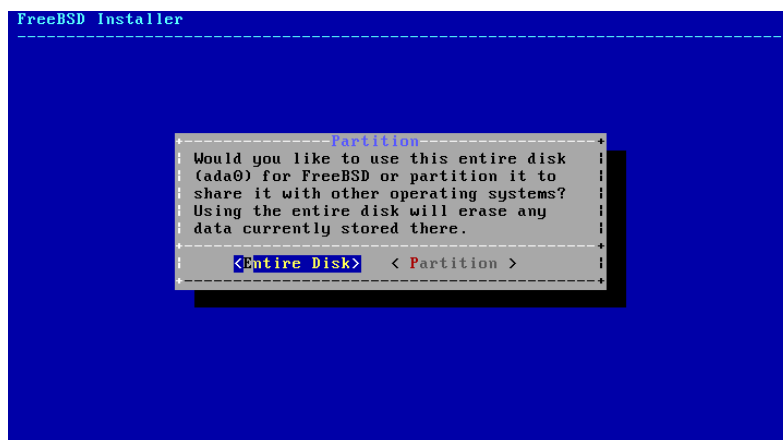 FreeBSD Installer
Partition
Would you like to use this entire disk
(ada0) for FreeBSD or partition it to
share it with other operating systems?
Using the entire disk will erase any
data currently stored there.
<Entire Disk> < Partition >